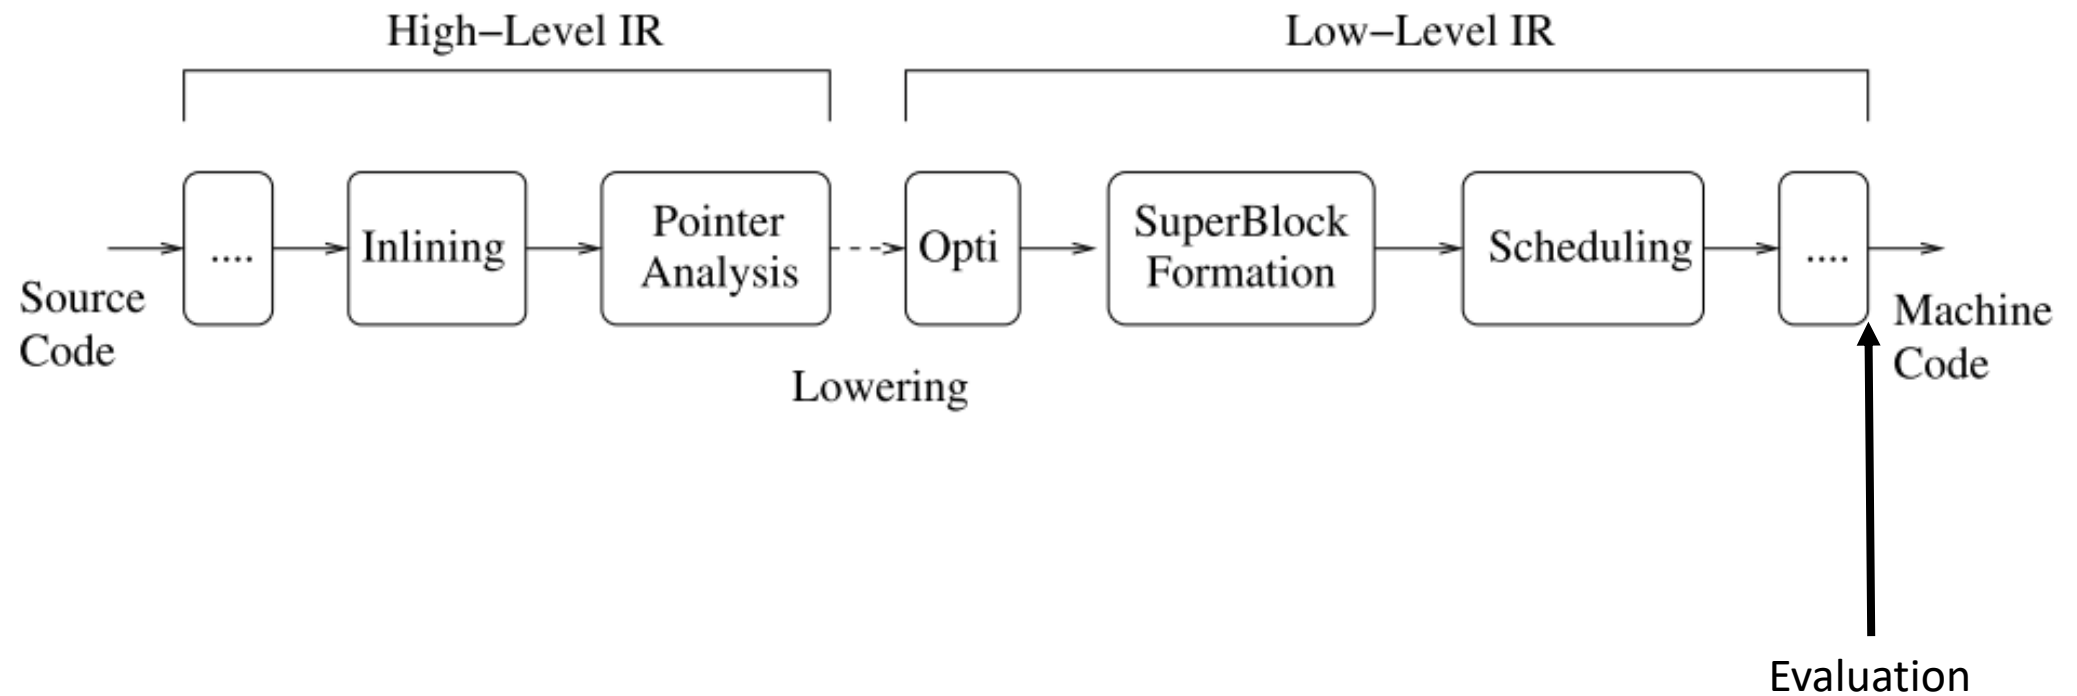 High–Level IR
Low–Level IR
Source
Code
....
Inlining
Pointer
Analysis
Lowering
Opti
SuperBlock
Formation
Scheduling
....
Machine
Code
Evaluation